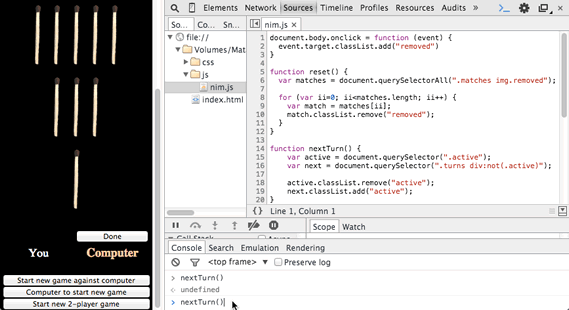 Elements Network Sources Timeline Profiles Resources Audits »
So... Co... Sn...
nim.js ×
file://
Volumes/Mat
css
js
nim.js
index.html
1 document.body.onclick = function (event) {
2 event.target.classList.add("removed")
3 }
4
5 function reset() {
6 var matches = document.querySelectorAll(".matches img.removed");
7
8 for (var ii=0; ii<matches.length; ii++) {
9 var match = matches[ii];
10 match.classList.remove("removed");
11 }
12 }
13
14 function nextTurn() {
15 var active = document.querySelector(".active");
16 var next = document.querySelector(".turns div:not(.active)");
17
18 active.classList.remove("active");
19 next.classList.add("active");
20 }
{} Line 1, Column 1
Scope Watch
Call Stack Async
Console Search Emulation Rendering
<top frame> ▼ Preserve log
> nextTurn()
< undefined
> nextTurn()
Done
You Computer
Start new game against computer
Computer to start new game
Start new 2-player game